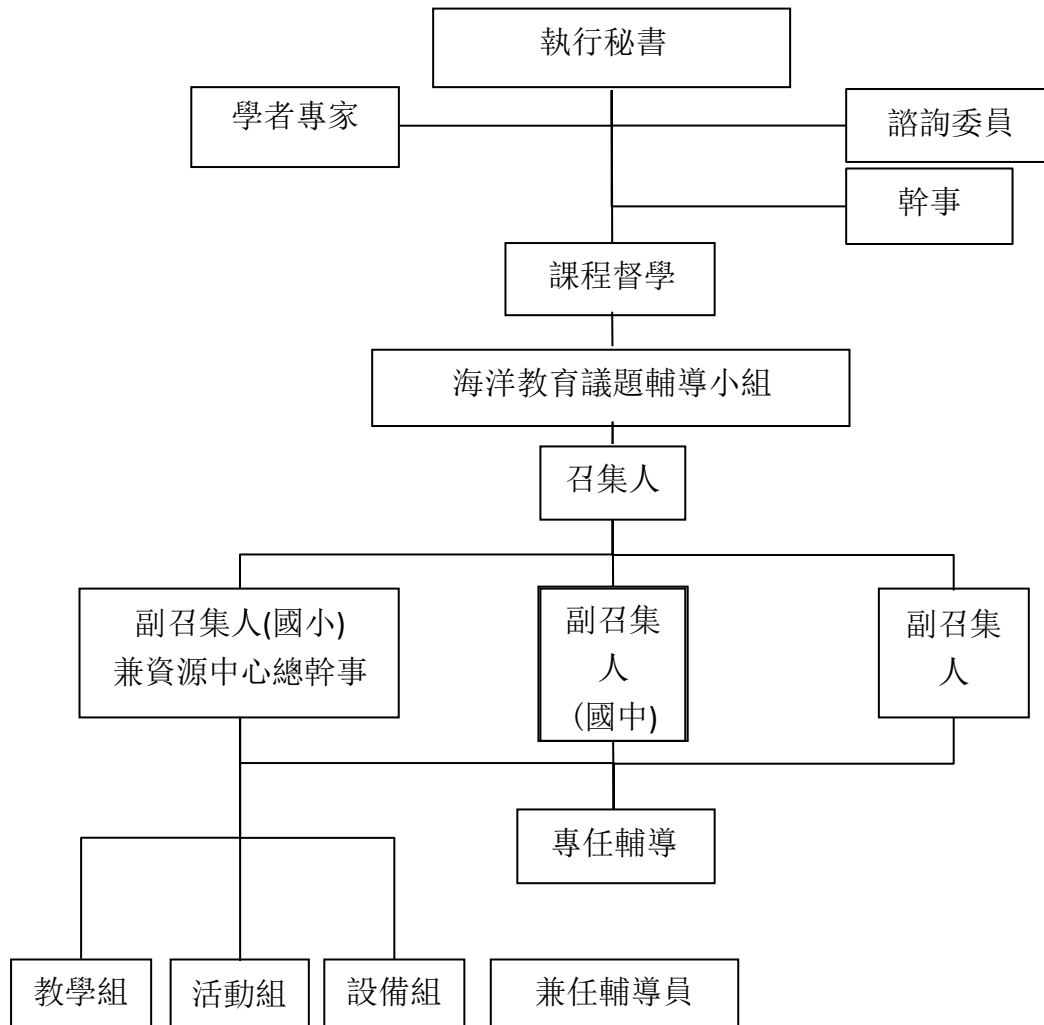 執行秘書
學者專家
諮詢委員
幹事
課程督學
海洋教育議題輔導小組
召集人
副召集人(國小)
兼資源中心總幹事
副召集
人
(國中)
副召集
人
專任輔導
教學組
活動組
設備組
兼任輔導員